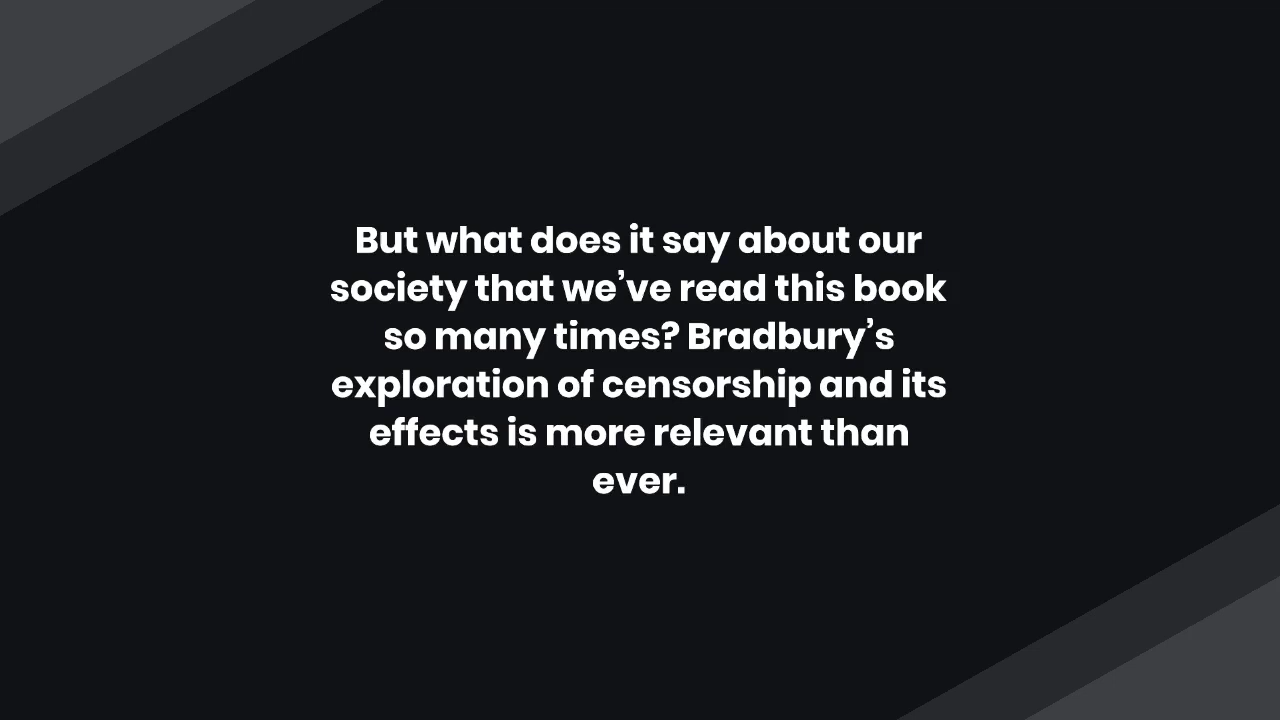 But what does it say about our
society that we’ve read this book
so many times? Bradbury’s
exploration of censorship and its
effects is more relevant than
ever.